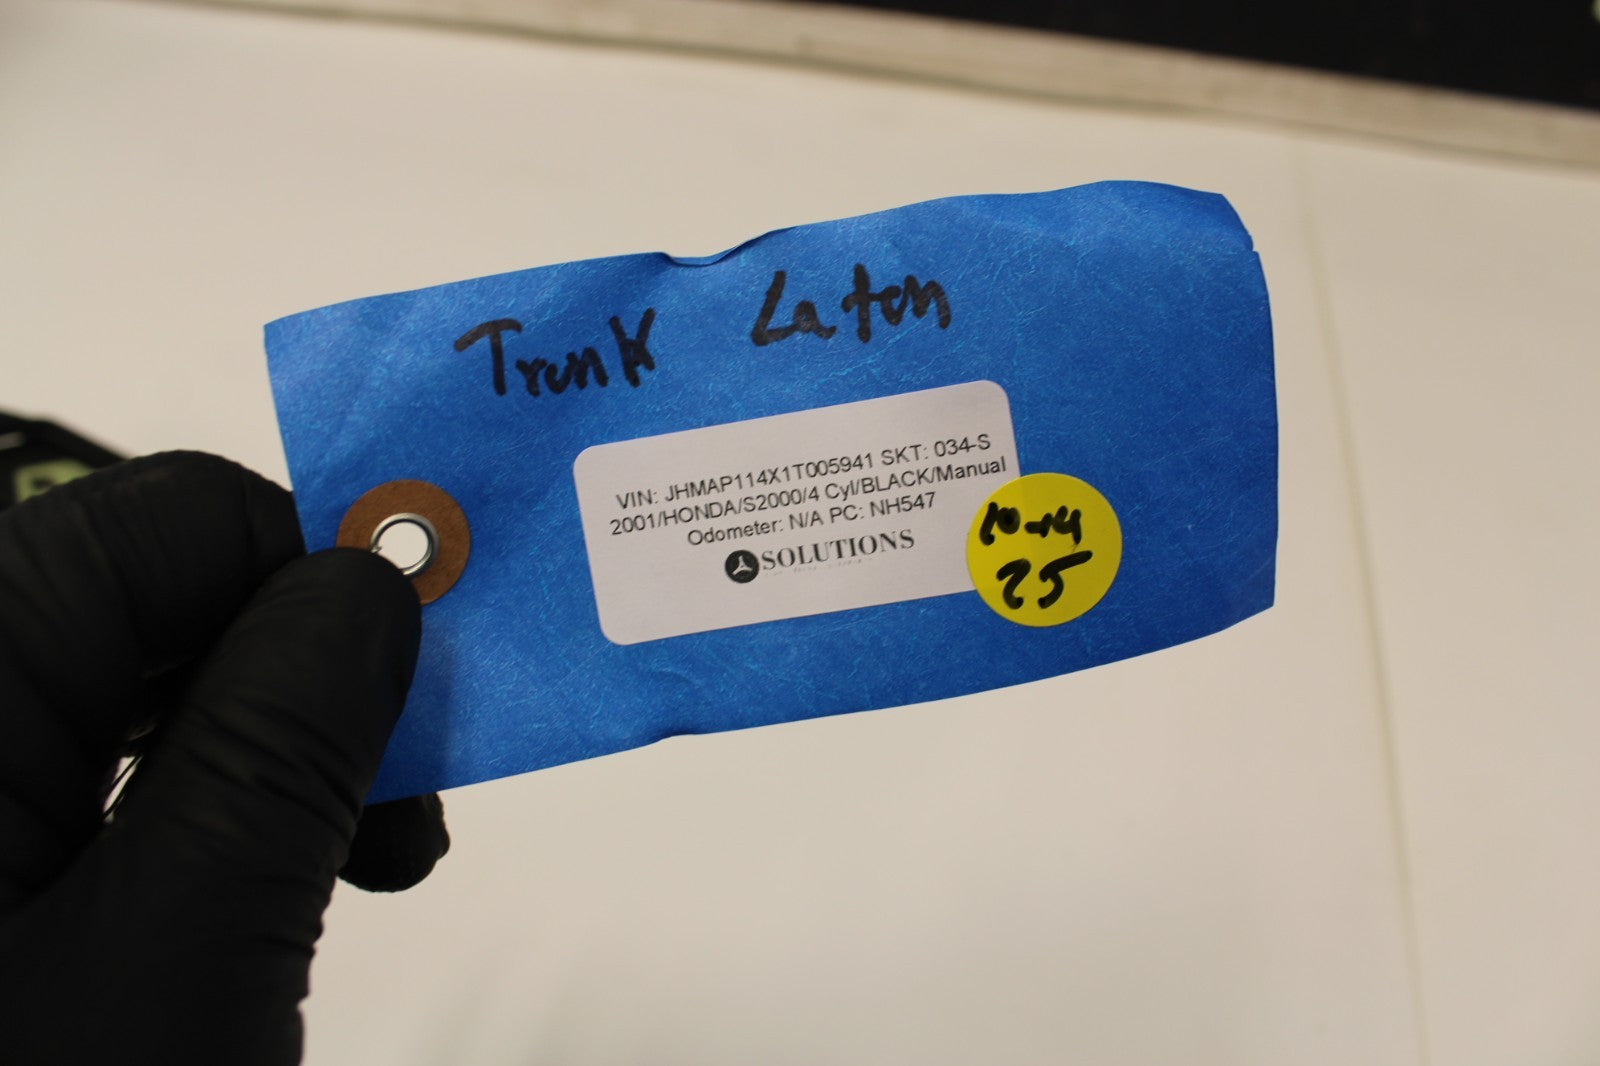 Trunk Latch
VIN: JHMAP114X1T005941 SKT: 034-S
2001/HONDA/S2000/4 Cyl/BLACK/Manual
Odometer: N/A PC: NH547
SOLUTIONS
10-14
25